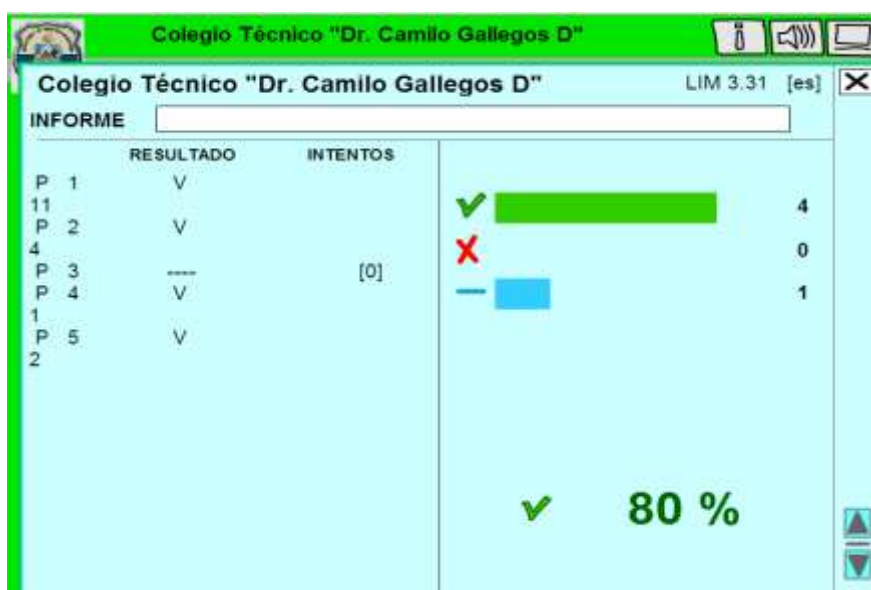 Colegio Técnico "Dr. Camilo Gallegos D"
Colegio Técnico "Dr. Camilo Gallegos D" LIM 3.31 [es]
INFORME
RESULTADO INTENTOS
P 1 V
11
P 2 V
4
P 3 ---- [0]
P 4 V
1
P 5 V
2
4
0
1
80 %